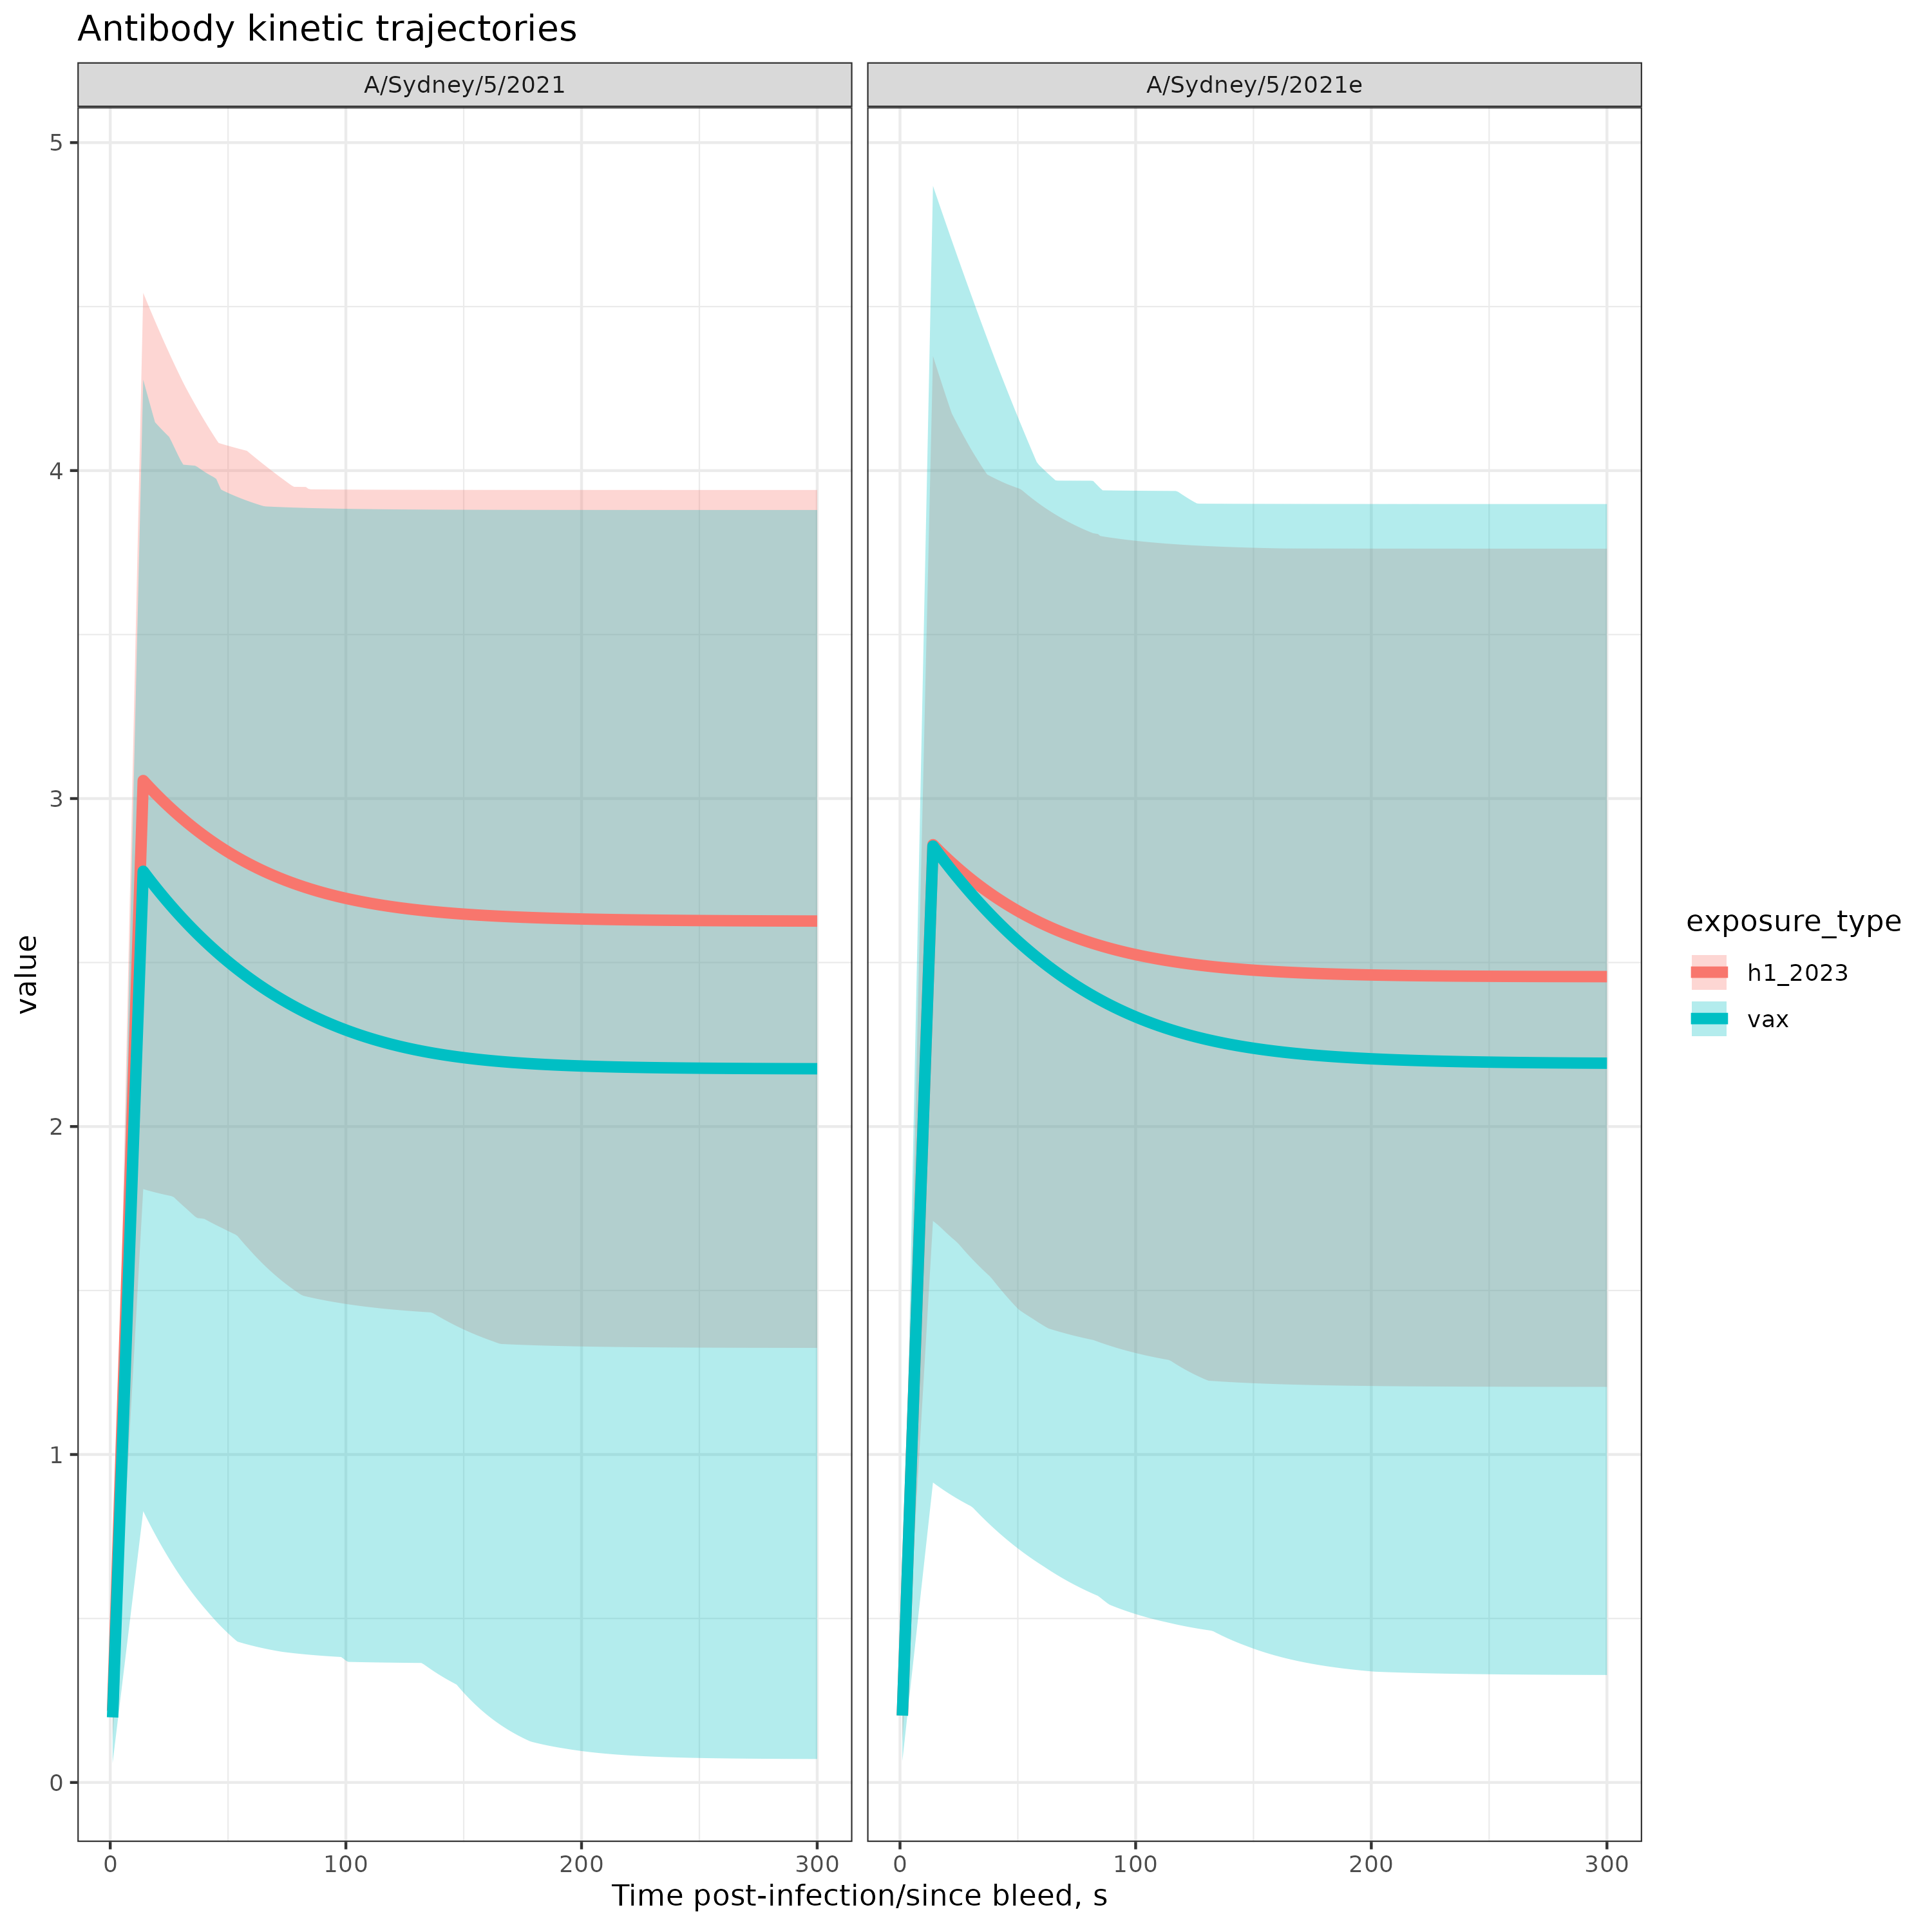 Antibody kinetic trajectories
A/Sydney/5/2021
A/Sydney/5/2021e
5
4
3
2
1
0
value
0 100 200 300
0 100 200 300
Time post-infection/since bleed, s
exposure_type
h1_2023
vax